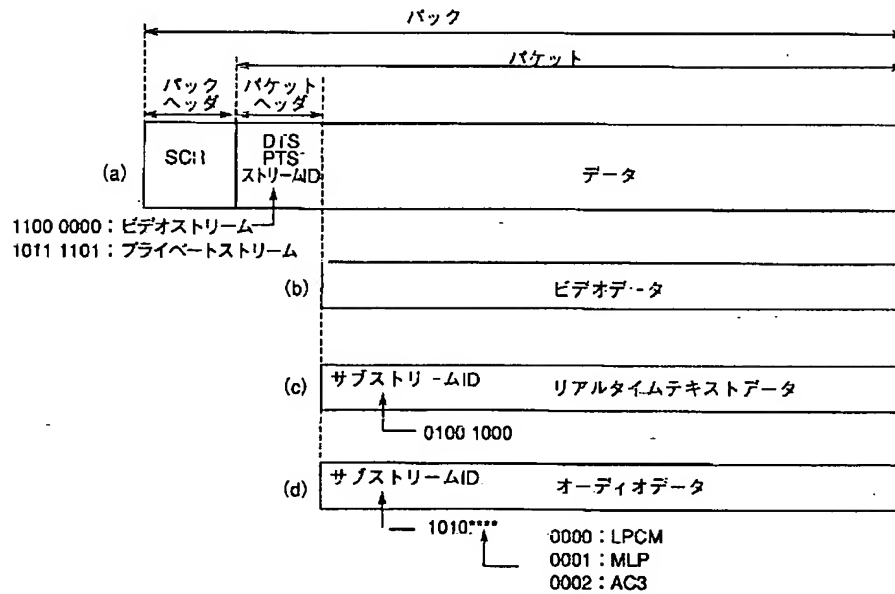 パック
パケット
パック
ヘッダ
パケット
ヘッダ
(a)
SCR
DTS
PTS
ストリームID
データ
1100 0000：ビデオストリーム
1011 1101：プライベートストリーム
(b)
ビデオデータ
(c)
サブストリームID
リアルタイムテキストデータ
0100 1000
(d)
サブストリームID
オーディオデータ
1010****
0000：LPCM
0001：MLP
0002：AC3